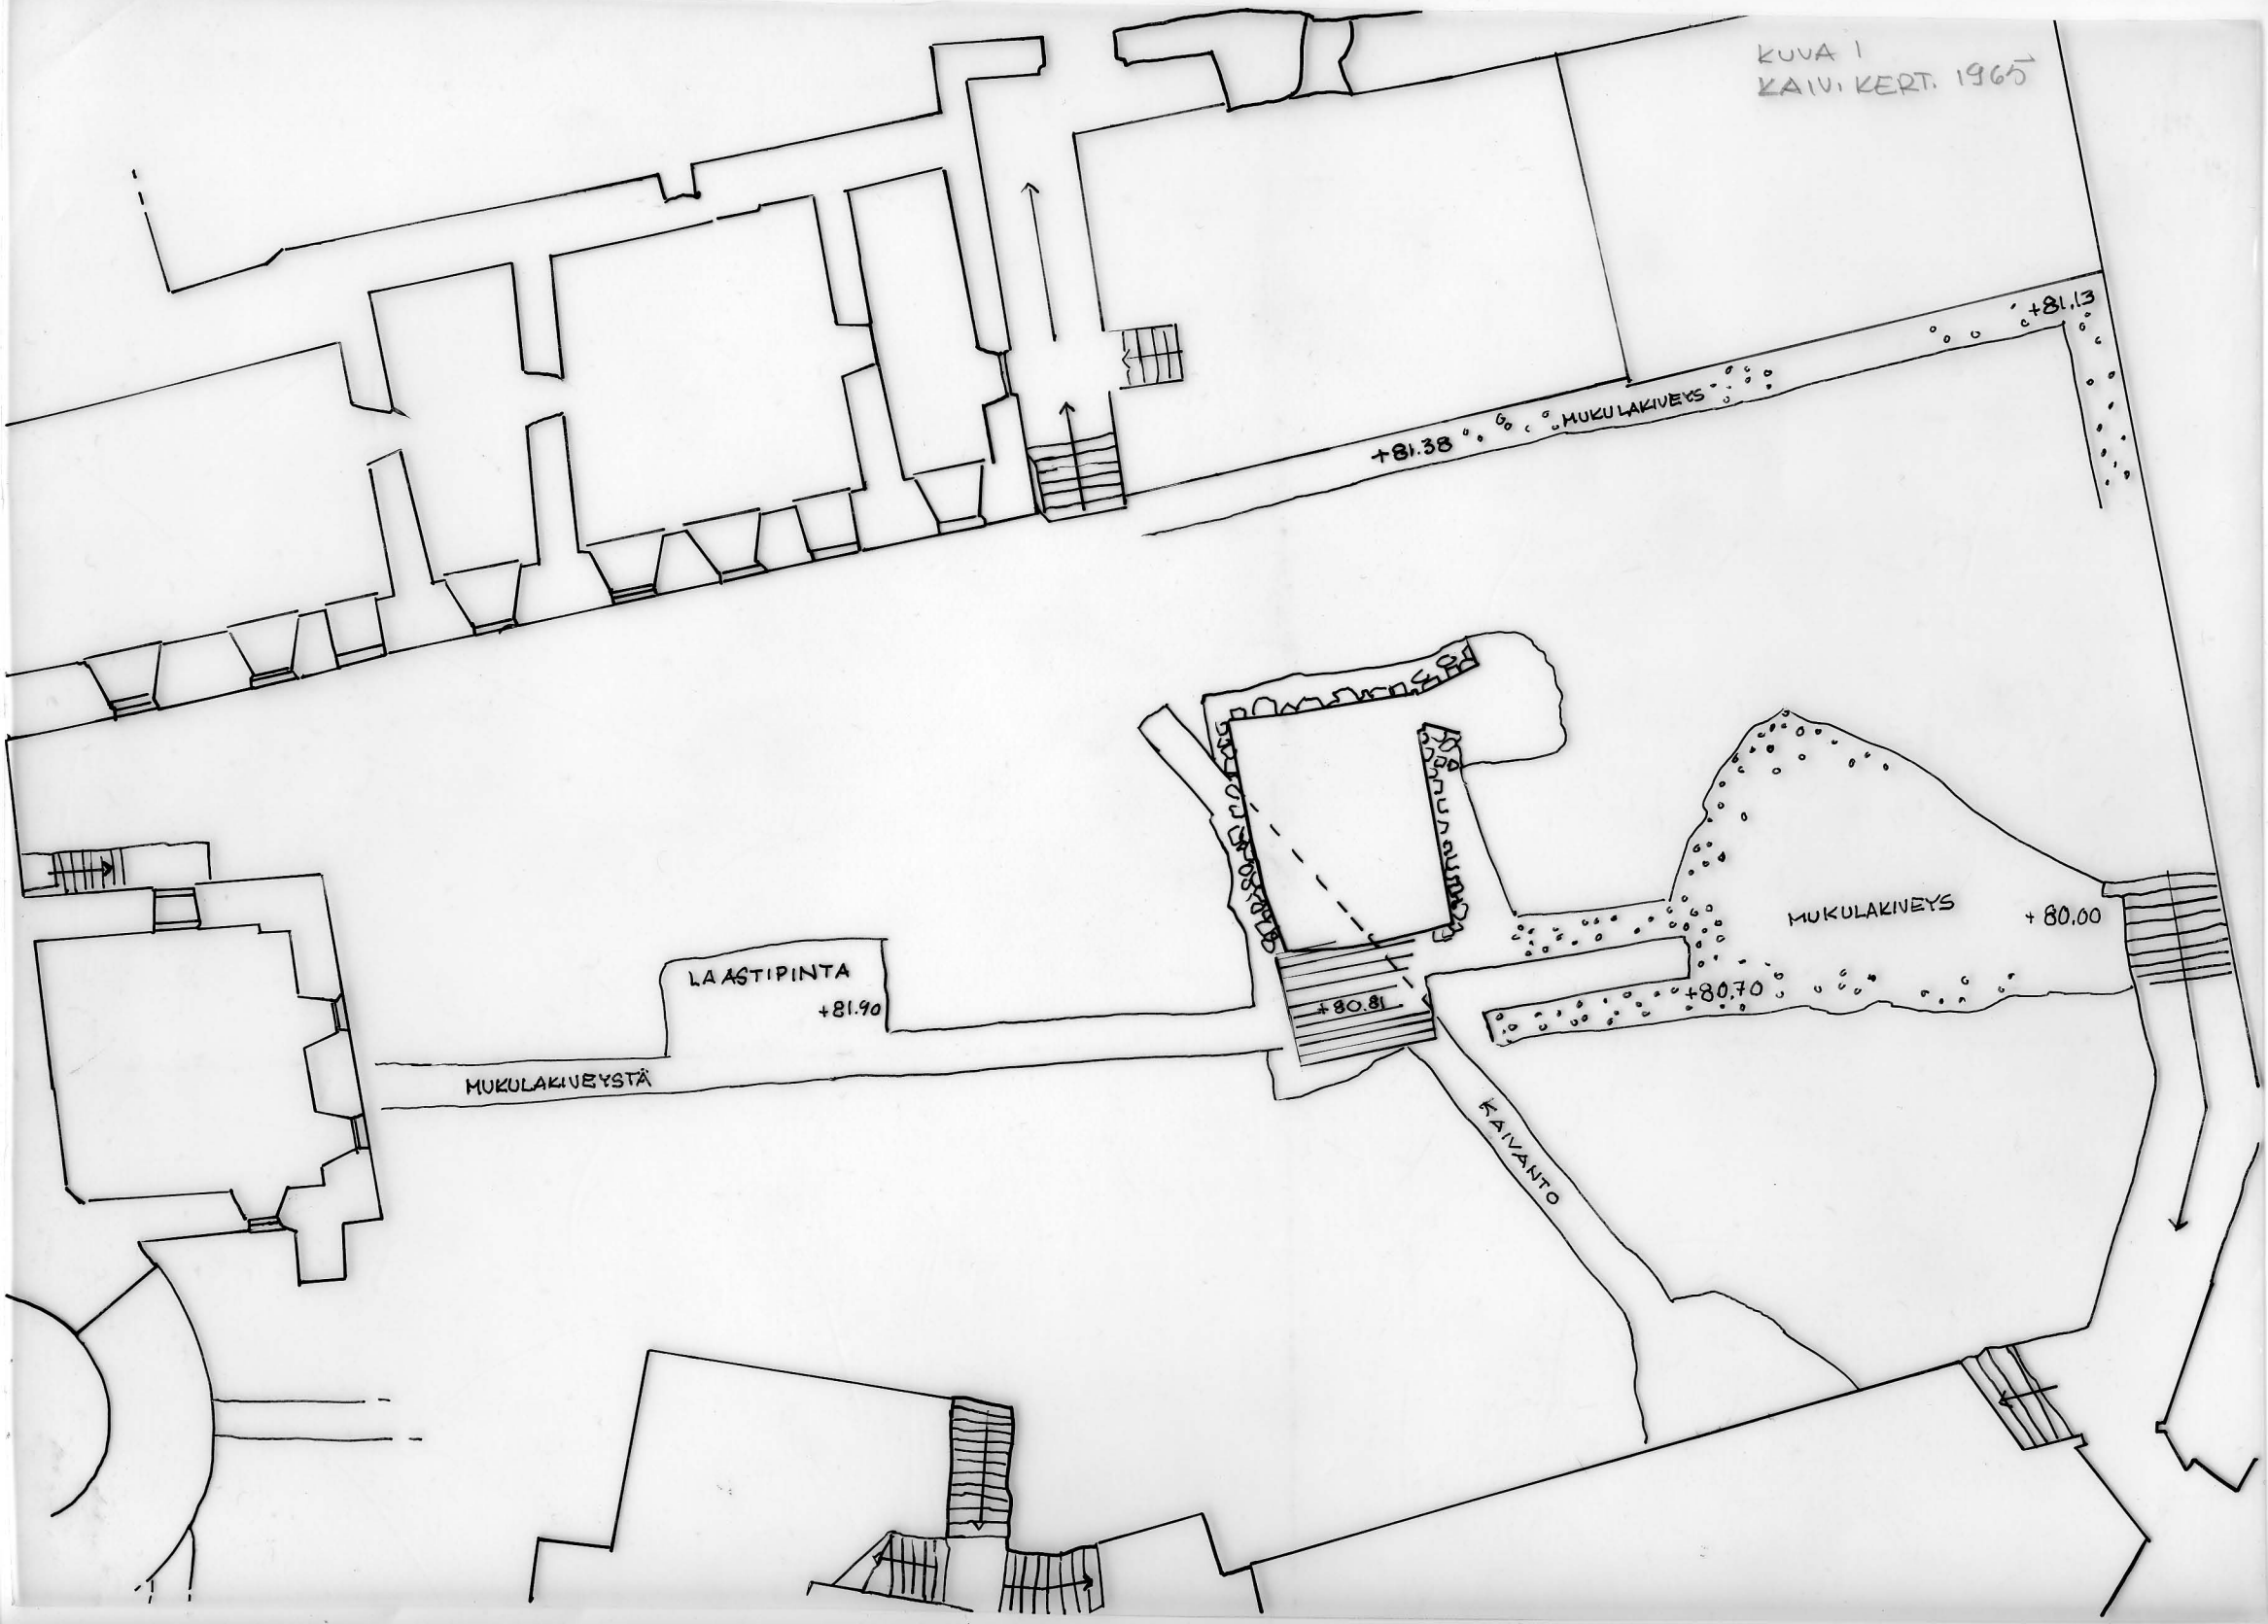 KUVA 1
KAIV. KERT. 1965
+81.13
MUKULAKIVEYS
+81.38
MUKULAKIVEYS
+80.00
LAASTIPINTA
+81.90
+80.70
+80.81
MUKULAKIVEYSTÄ
KAIVANTO